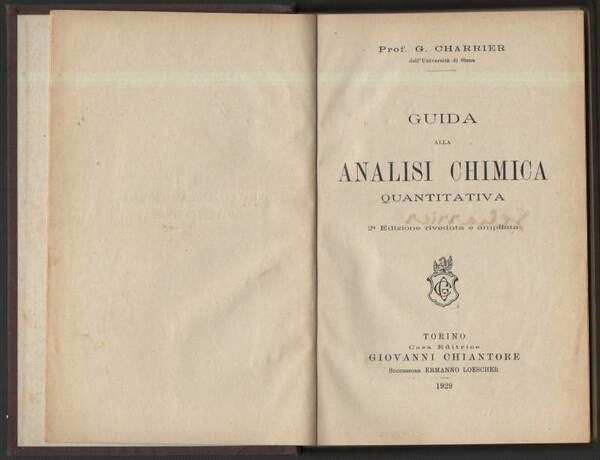 Prof. G. CHARRIER
dell'Università di Siena
GUIDA
ALLA
ANALISI CHIMICA
QUANTITATIVA
2ª Edizione riveduta e ampliata
TORINO
Casa Editrice
GIOVANNI CHIANTORE
Successore ERMANNO LOESCHER
1929